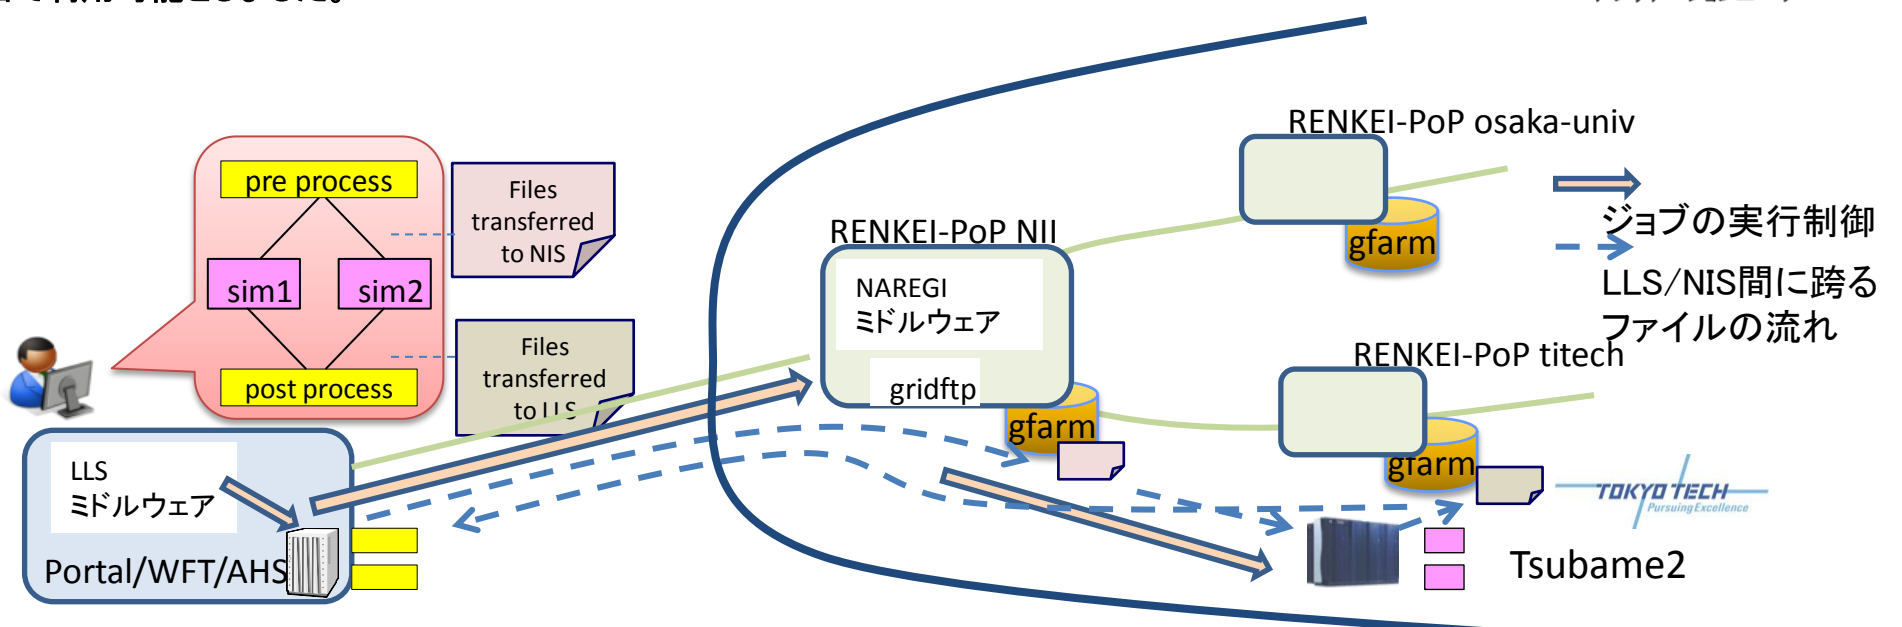 pre process
sim1
sim2
post process
Files
transferred
to NIS
Files
transferred
to LLS
LLS
ミドルウェア
Portal/WFT/AHS
RENKEI-PoP NII
NAREGI
ミドルウェア
gridftp
gfarm
RENKEI-PoP osaka-univ
gfarm
RENKEI-PoP titech
gfarm
ジョブの実行制御
LLS/NIS間に跨る
ファイルの流れ
TOKYO TECH
Pursuing Excellence
Tsubame2